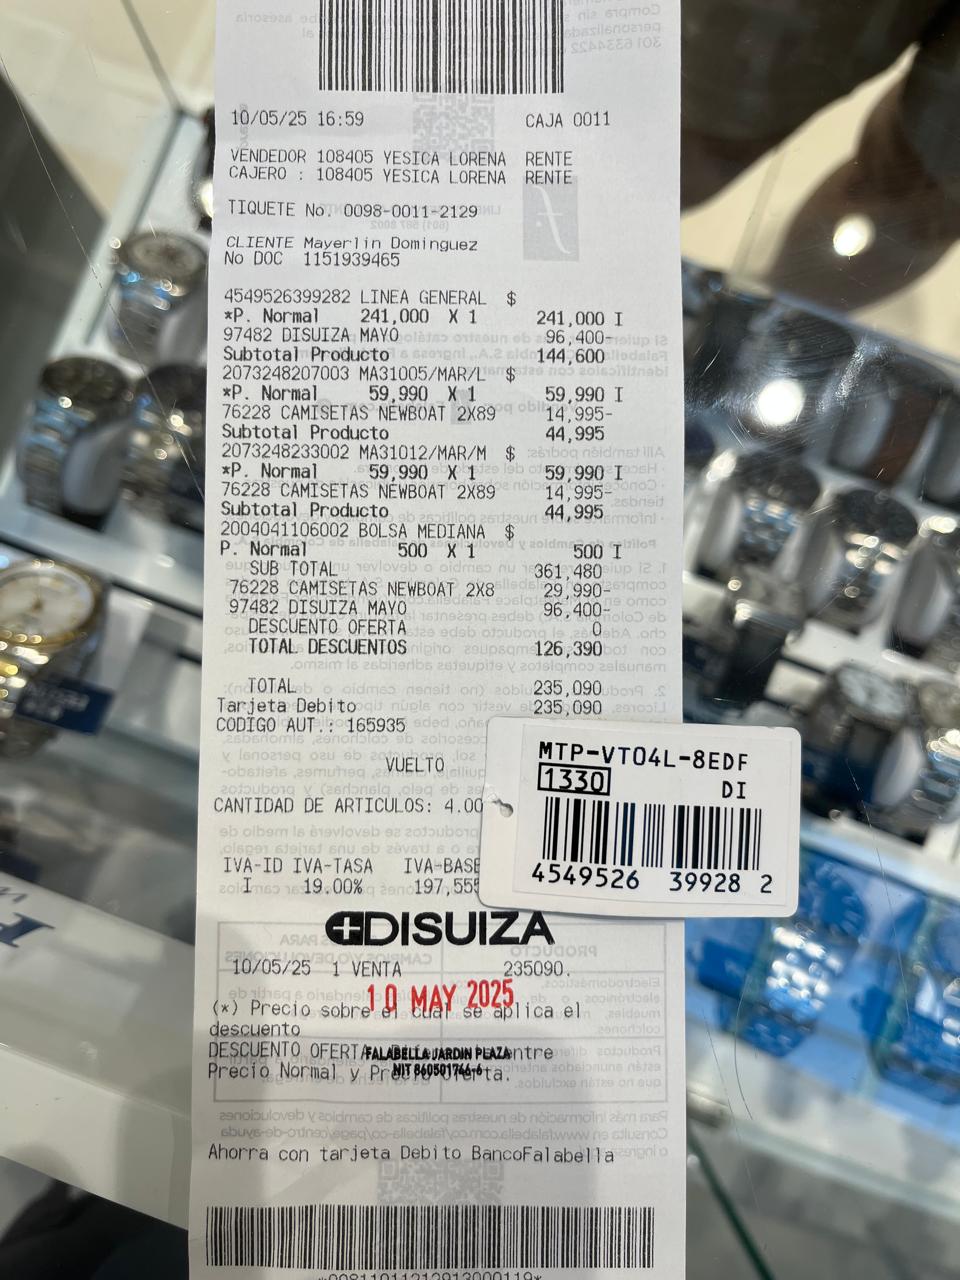 10/05/25 16:59 CAJA 0011
VENDEDOR 108405 YESICA LORENA RENTE
CAJERO : 108405 YESICA LORENA RENTE
TIQUETE No. 0098-0011-2129
CLIENTE Mayerlin Dominguez
No DOC 1151939465
4549526399282 LINEA GENERAL $
*P. Normal 241,000 X 1 241,000 I
97482 DISUIZA MAYO 96,400-
Subtotal Producto 144,600
2073248207003 MA31005/MAR/L $
*P. Normal 59,990 X 1 59,990 I
76228 CAMISETAS NEWBOAT 2X89 14,995-
Subtotal Producto 44,995
2073248233002 MA31012/MAR/M $
*P. Normal 59,990 X 1 59,990 I
76228 CAMISETAS NEWBOAT 2X89 14,995-
Subtotal Producto 44,995
2004041106002 BOLSA MEDIANA $
P. Normal 500 X 1 500 I
SUB TOTAL 361,480
76228 CAMISETAS NEWBOAT 2X8 29,990-
97482 DISUIZA MAYO 96,400-
DESCUENTO OFERTA 0
TOTAL DESCUENTOS 126,390
TOTAL 235,090
Tarjeta Debito 235,090
CODIGO AUT.: 165935
VUELTO
CANTIDAD DE ARTICULOS: 4.00
IVA-ID IVA-TASA IVA-BASE
I 19.00% 197,555
MTP-VT04L-8EDF
1330
DI
4549526 39928 2
DISUIZA
10/05/25 1 VENTA 235090.
10 MAY 2025
(*) Precio sobre el cual se aplica el
descuento
DESCUENTO OFERTA entre
FALABELLA JARDIN PLAZA
NIT 860501746-6
Precio Normal y Precio Oferta.
Ahorra con tarjeta Debito BancoFalabella